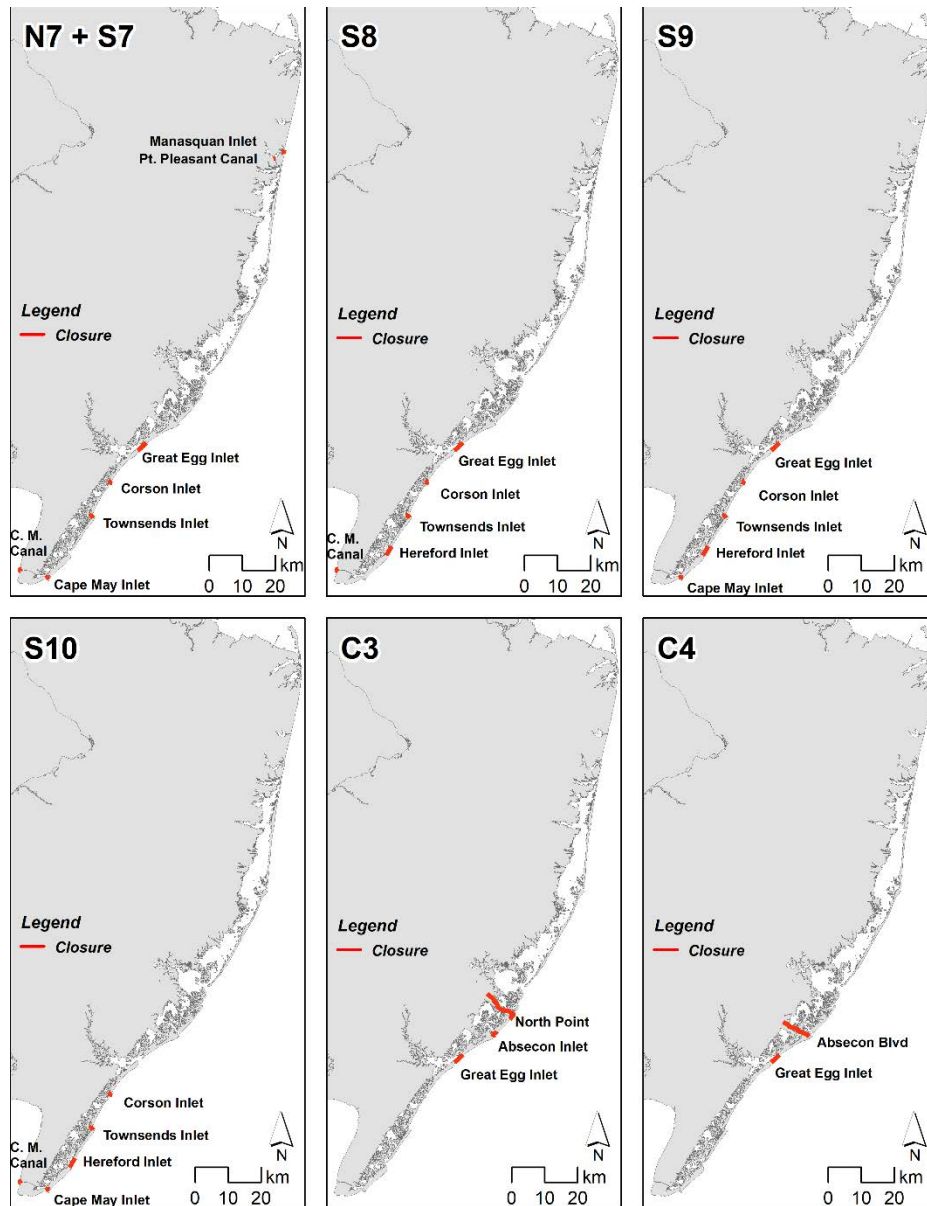 N7 + S7
Manasquan Inlet
Pt. Pleasant Canal
Legend
Closure
Great Egg Inlet
Corson Inlet
Townsends Inlet
C. M.
Canal
Cape May Inlet
N
km
0 10 20
S8
Legend
Closure
Great Egg Inlet
Corson Inlet
Townsends Inlet
Hereford Inlet
C. M.
Canal
N
km
0 10 20
S9
Legend
Closure
Great Egg Inlet
Corson Inlet
Townsends Inlet
Hereford Inlet
Cape May Inlet
N
km
0 10 20
S10
Legend
Closure
Corson Inlet
Townsends Inlet
Hereford Inlet
C. M.
Canal
Cape May Inlet
N
km
0 10 20
C3
Legend
Closure
North Point
Absecon Inlet
Great Egg Inlet
N
km
0 10 20
C4
Legend
Closure
Absecon Blvd
Great Egg Inlet
N
km
0 10 20